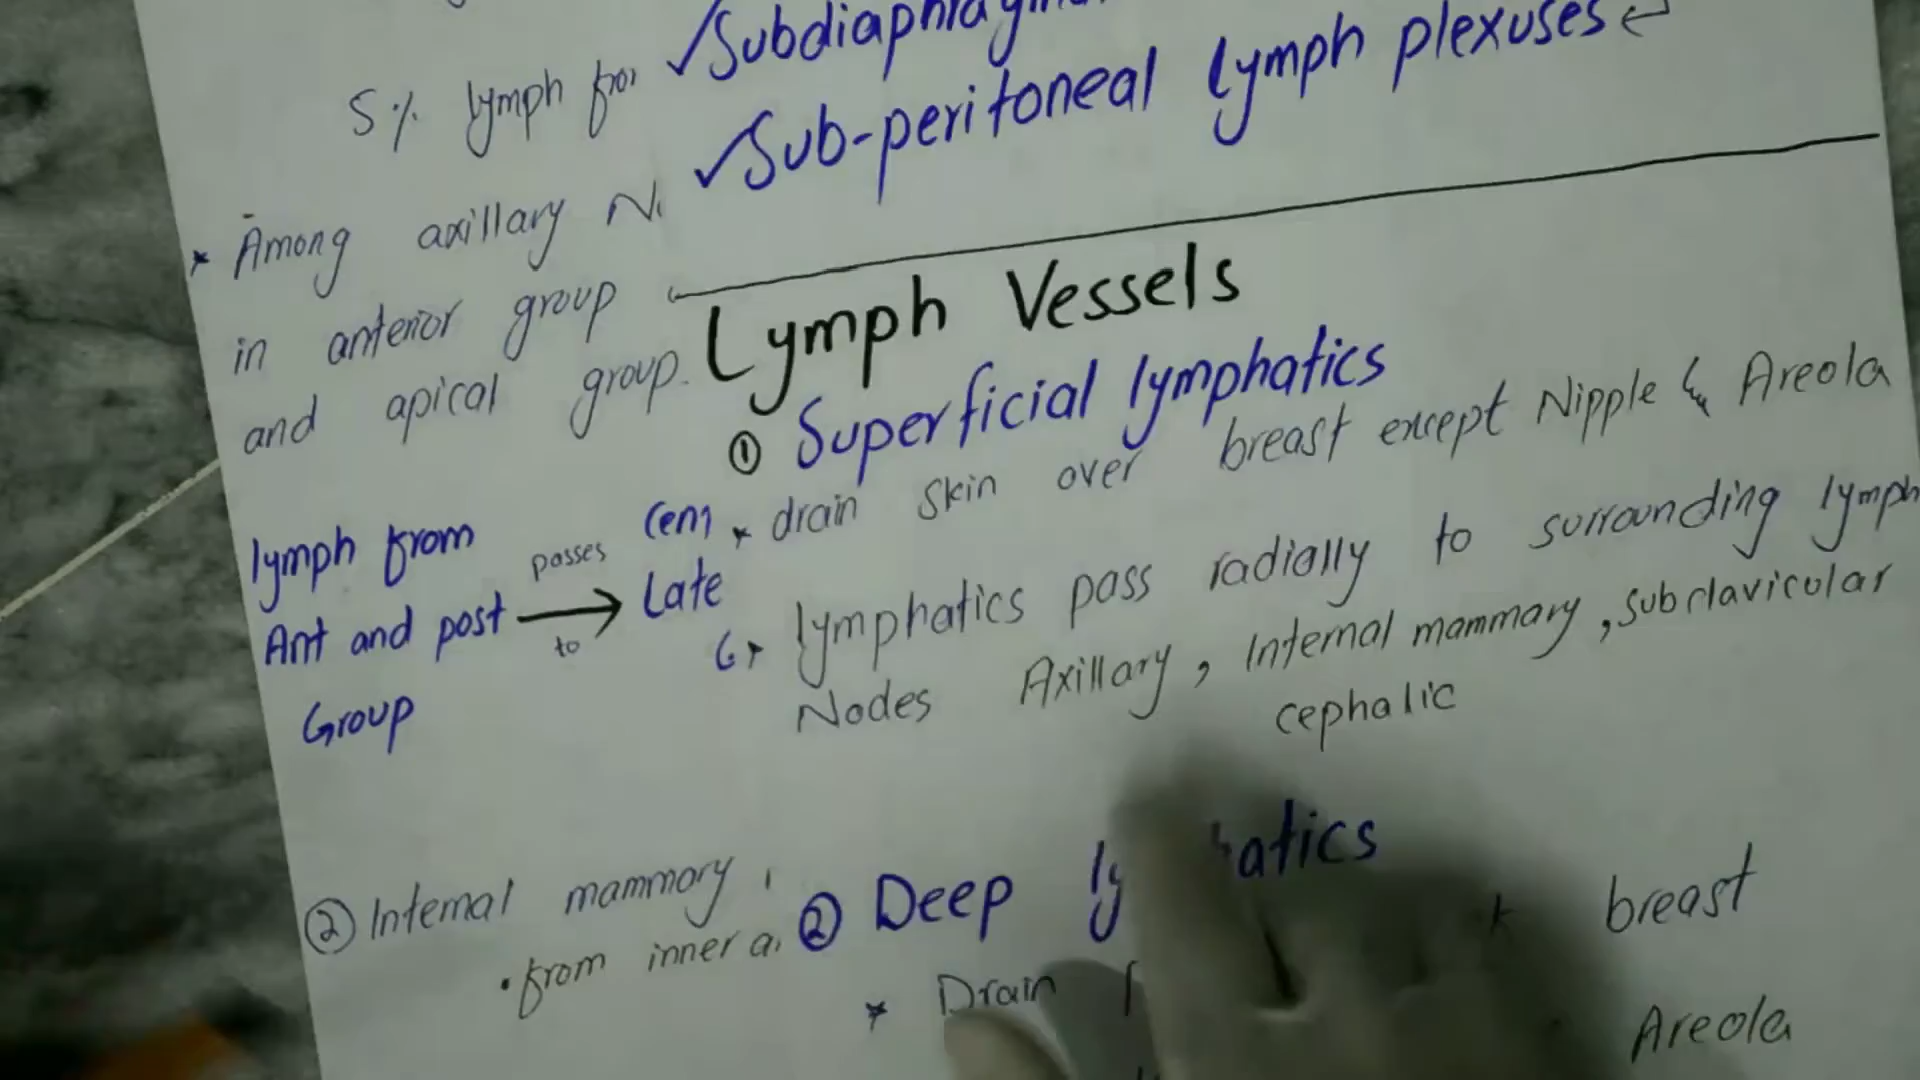 ✓Subdiaphragm
✓Sub-peritoneal lymph plexuses ←
5% lymph from
* Among axillary
in anterior group
and apical group.
lymph from
Ant and post passes to → Late
Group
② Internal mammary
• from inner
Lymph Vessels
① Superficial lymphatics
* drain skin over breast except Nipple & Areola
* lymphatics pass radially to surrounding lymph
Nodes Axillary, Internal mammary, subclavicular
cephalic
② Deep atics
* Drain breast
Areola